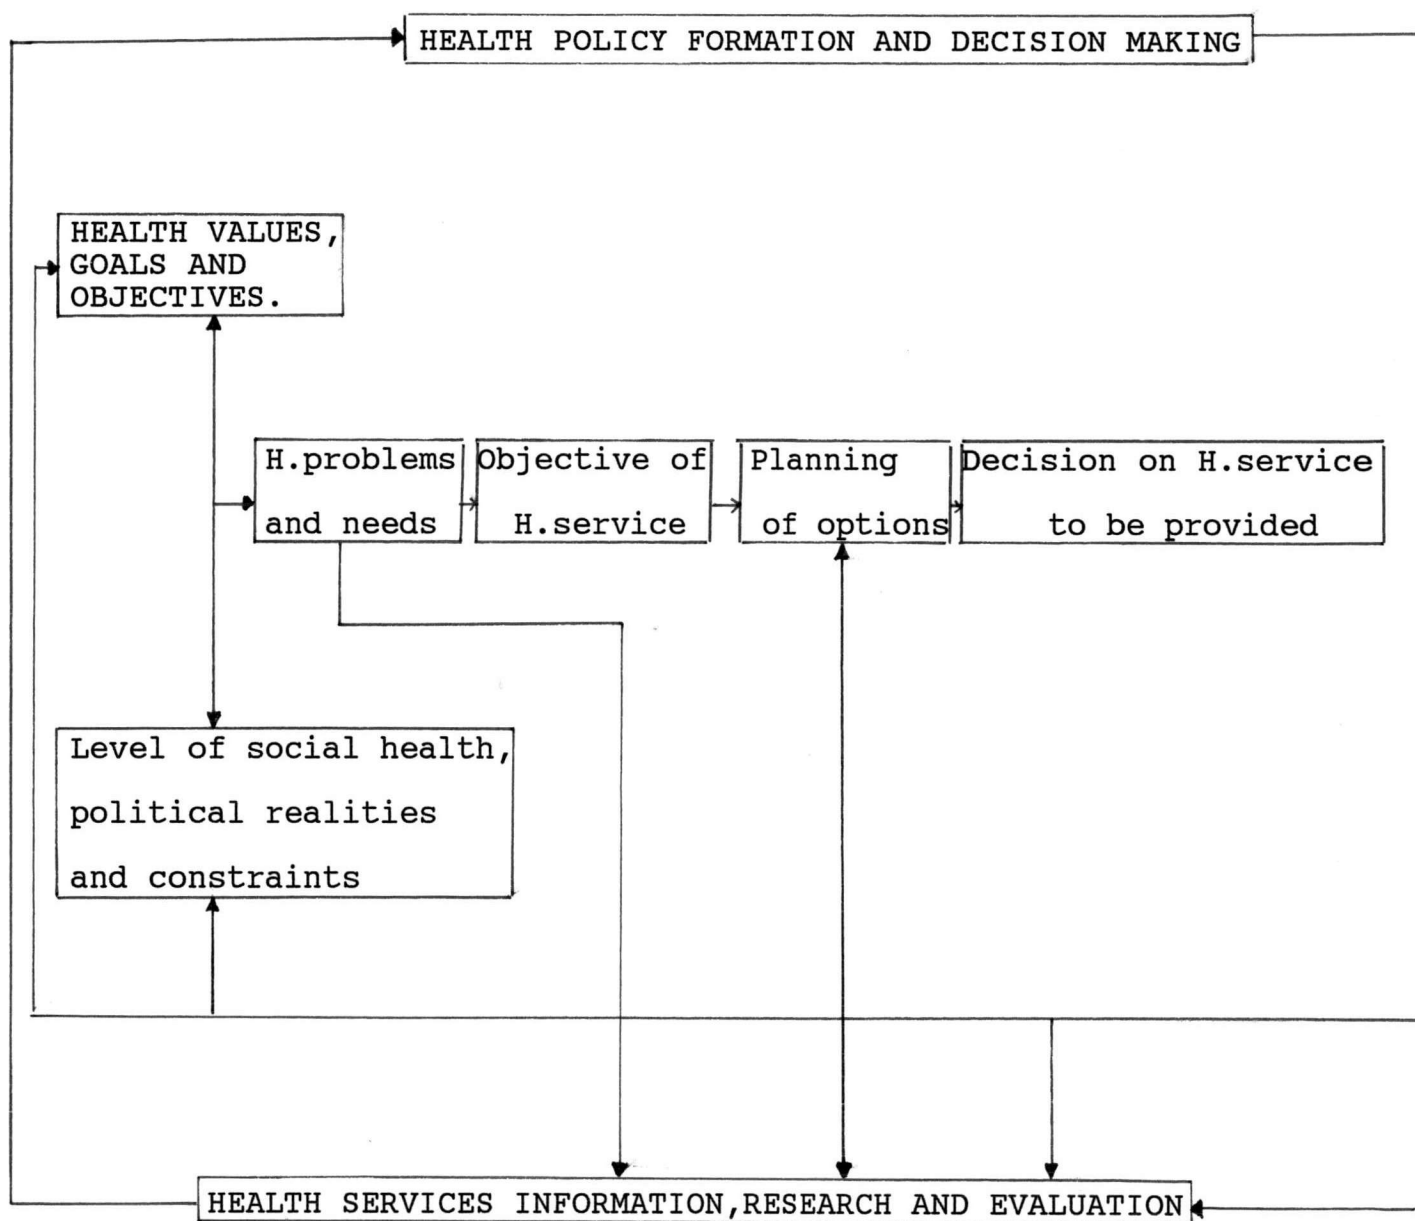 HEALTH POLICY FORMATION AND DECISION MAKING
HEALTH VALUES,
GOALS AND
OBJECTIVES.
H.problems
and needs
Objective of
H.service
Planning
of options
Decision on H.service
to be provided
Level of social health,
political realities
and constraints
HEALTH SERVICES INFORMATION,RESEARCH AND EVALUATION